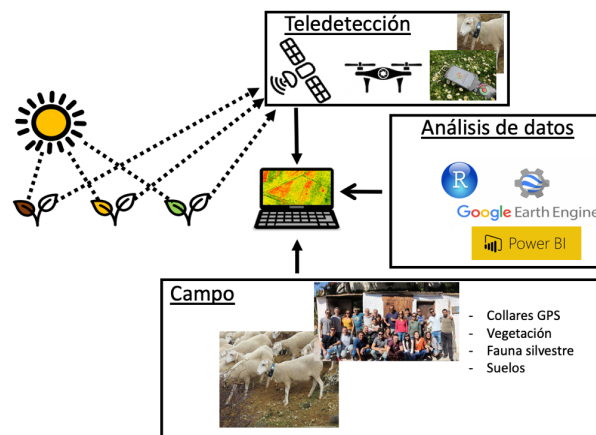 Teledetección
Análisis de datos
R
Google Earth Engine
Power BI
Campo
- Collares GPS
- Vegetación
- Fauna silvestre
- Suelos